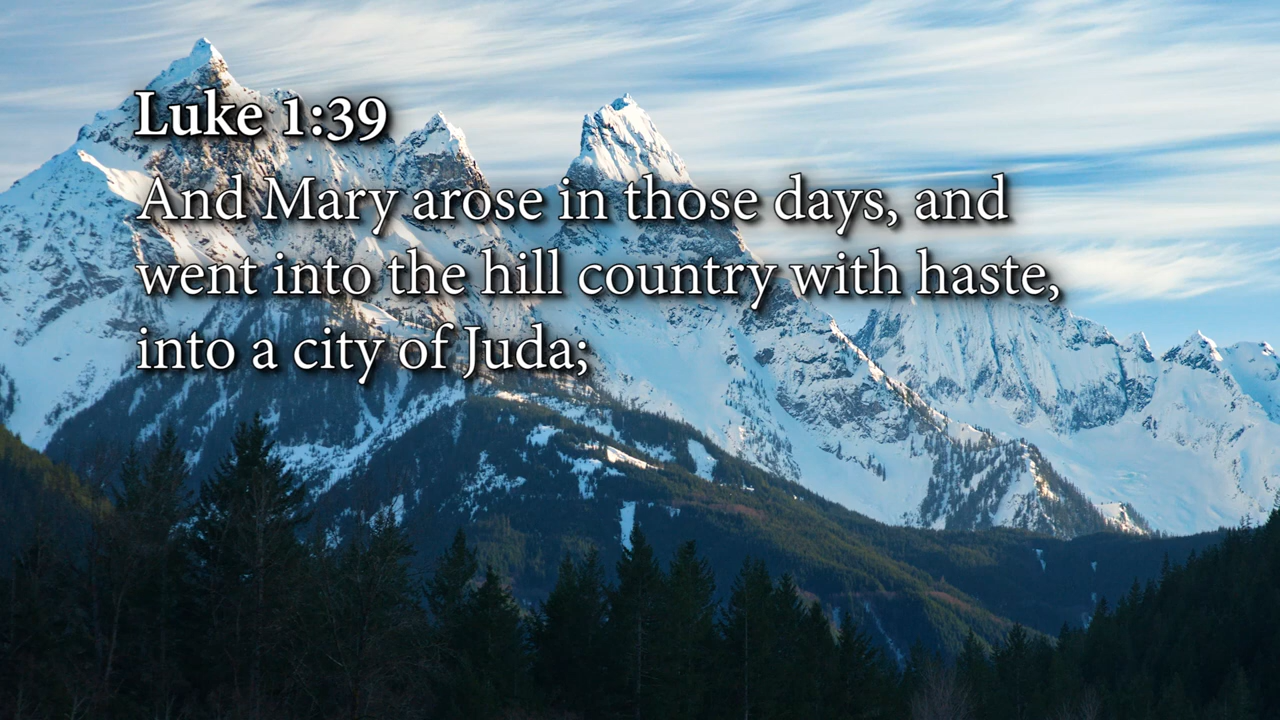 Luke 1:39
And Mary arose in those days, and
went into the hill country with haste,
into a city of Juda;